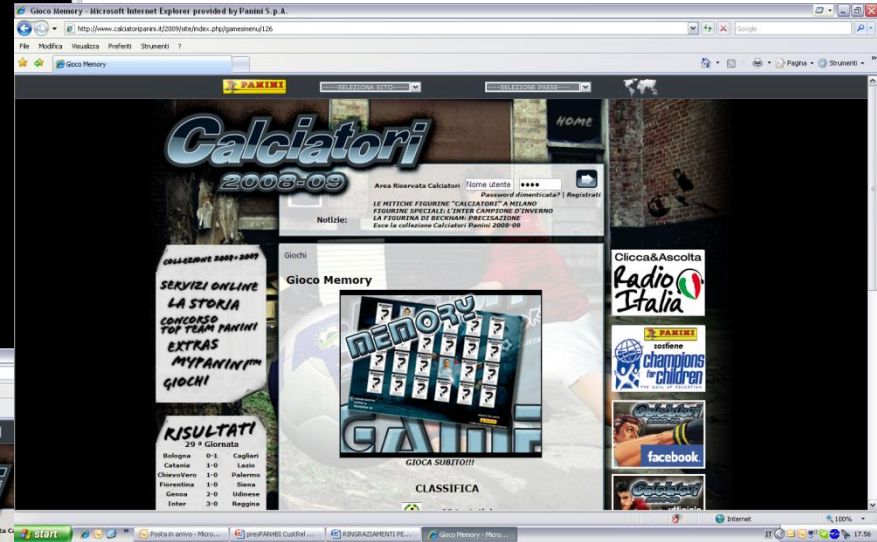 Gioco Memory - Microsoft Internet Explorer provided by Panini S.p.A.
http://www.calciatoripanini.it/2009/site/index.php/gamesmenu/126
Google
File Modifica Visualizza Preferiti Strumenti ?
Gioco Memory
Pagina Strumenti
PANINI
-----SELEZIONA SITO-----
-----SELEZIONE PAESE----
Calciatori
2008-09
HOME
Area Riservata Calciatori Nome utente
Password dimenticata? | Registrati
Notizie:
LE MITICHE FIGURINE "CALCIATORI" A MILANO
FIGURINE SPECIALI: L'INTER CAMPIONE D'INVERNO
LA FIGURINA DI BECKHAM: PRECISAZIONE
Esce la collezione Calciatori Panini 2008-09
COLLEZIONE 2008-2009
SERVIZI ONLINE
LA STORIA
CONCORSO
TOP TEAM PANINI
EXTRAS
MYPANINI™
GIOCHI
Giochi
Gioco Memory
MEMORY
GAME
GIOCA SUBITO!!!
CLASSIFICA
Clicca&Ascolta
Radio
Italia
PANINI
sostiene
champions
for children
Calciatori
facebook
Calciatori
RISULTATI
29 ª Giornata
Bologna 0-1 Cagliari
Catania 1-0 Lazio
ChievoVero 1-0 Palermo
Fiorentina 1-0 Siena
Genoa 2-0 Udinese
Inter 3-0 Reggina
Internet 100%
start
Posta in arrivo - Micro...
presPANHBI CustRel ...
RINGRAZIAMENTI PE...
Gioco Memory - Micro...
IT
17.56